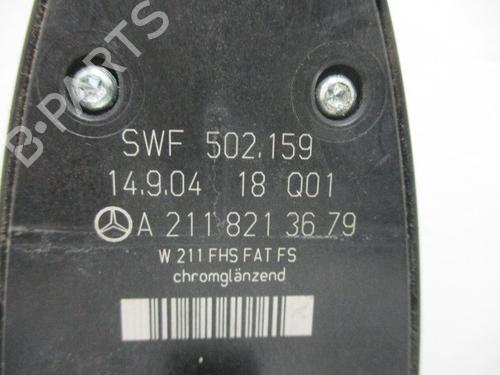 B-PARTS
SWF 502.159
14.9.04 18 Q01
A 211 821 36 79
W 211 FHS FAT FS
chromglänzend